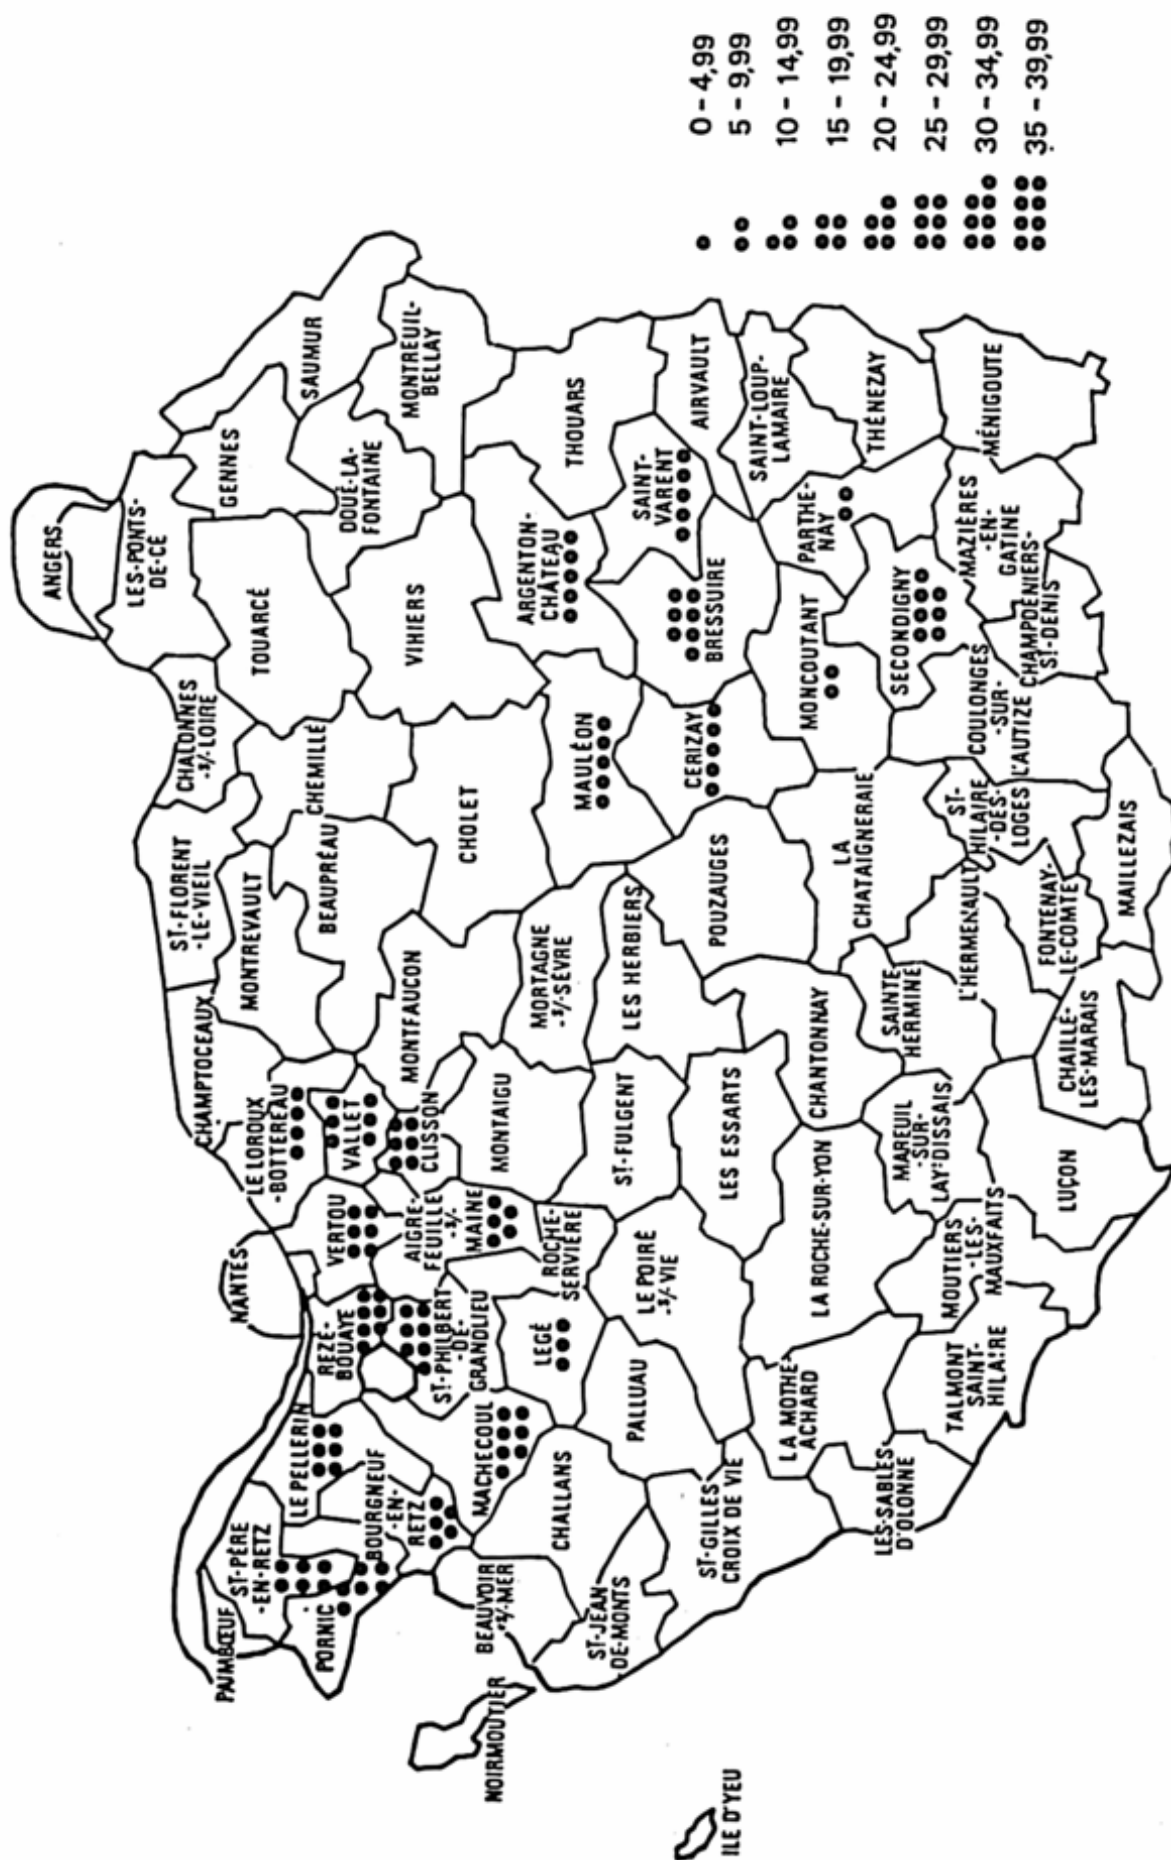 ANGERS
LES-PONTS-
DE-CÉ
CHALONNES
-S/-LOIRE
ST-FLORENT
-LE-VIEIL
CHAMPTOCEAUX
GENNES
SAUMUR
TOUARCÉ
CHEMILLÉ
MONTREVAULT
BEAUPRÉAU
LE LOROUX
-BOTTEREAU
NANTES
DOUÉ-LA-
FONTAINE
MONTREUIL-
BELLAY
VIHIERS
CHOLET
MONTFAUCON
VALLET
CLISSON
VERTOU
AIGRE-
FEUILLE
-S/-
MAINE
REZÉ-
BOUAYE
ST-PHILBERT
-DE-
GRANDLIEU
LE PELLERIN
BOURGNEUF
-EN-
RETZ
ST-PÈRE
-EN-RETZ
PAIMBŒUF
PORNIC
MACHECOUL
LEGÉ
ROCHE-
SERVIÈRE
MONTAIGU
MORTAGNE
-S/-SÈVRE
MAULÉON
ARGENTON-
CHÂTEAU
THOUARS
SAINT-
VARENT
AIRVAULT
BRESSUIRE
CERIZAY
POUZAUGES
LES HERBIERS
ST-FULGENT
LES ESSARTS
LE POIRÉ
-S/-VIE
PALLUAU
CHALLANS
BEAUVOIR
-S/-MER
ST-JEAN
DE-MONTS
NOIRMOUTIER
ILE D'YEU
ST-GILLES
CROIX DE VIE
LA MOTHE-
ACHARD
LES-SABLES
D'OLONNE
LA ROCHE-SUR-YON
CHANTONNAY
LA
CHATAIGNERAIE
MONCOUTANT
PARTHE-
NAY
SAINT-LOUP-
LAMAIRE
THÉNEZAY
SECONDIGNY
MAZIÈRES
-EN-
GATINE
MÉNIGOUTE
CHAMPDENIERS-
ST-DENIS
COULONGES
-SUR-
L'AUTIZE
ST-
HILAIRE
-DES-
LOGES
L'HERMENAULT
SAINTE
HERMINE
MAREUIL
-SUR-
LAY-DISSAIS
MOUTIERS
-LES-
MAUXFAITS
TALMONT
SAINT-
HILAIRE
LUÇON
CHAILLÉ-
LES-MARAIS
FONTENAY-
LE-COMTE
MAILLEZAIS
0 – 4,99
5 – 9,99
10 – 14,99
15 – 19,99
20 – 24,99
25 – 29,99
30 – 34,99
35 – 39,99